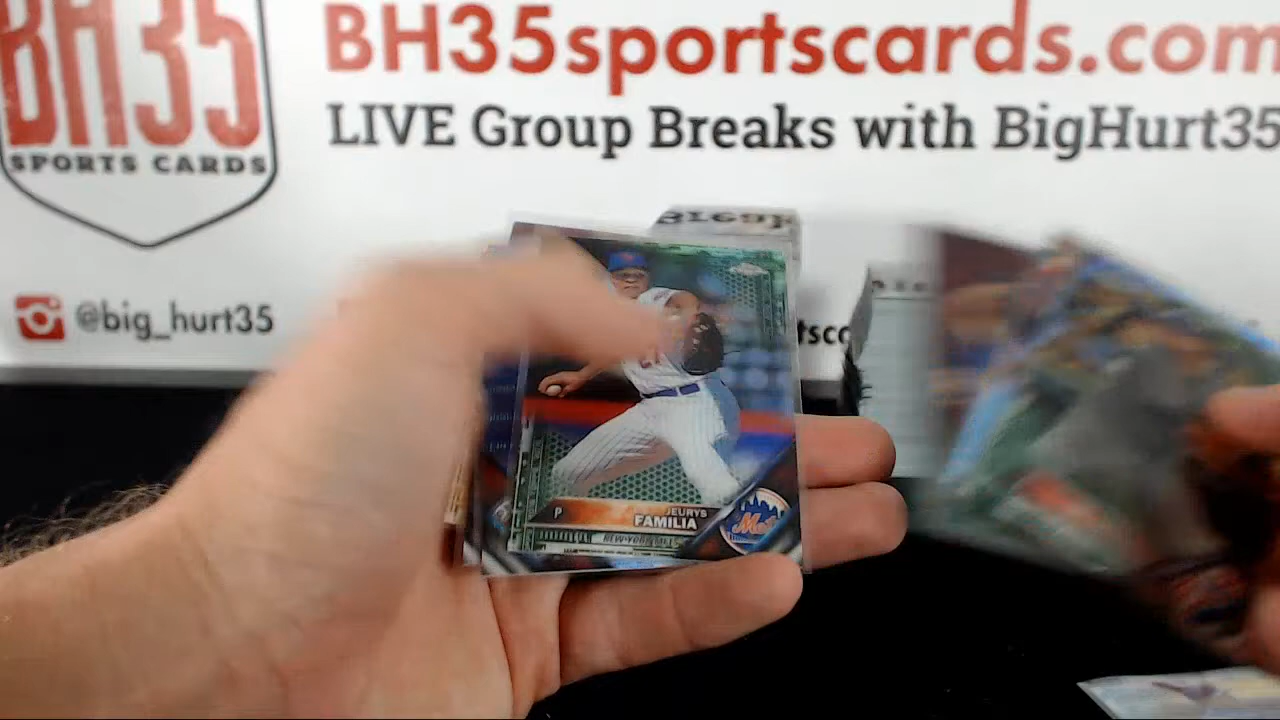 BH35
SPORTS CARDS
BH35sportscards.com
LIVE Group Breaks with BigHurt35
@big_hurt35
P
JEURYS
FAMILIA
NEW YORK METS
Mets